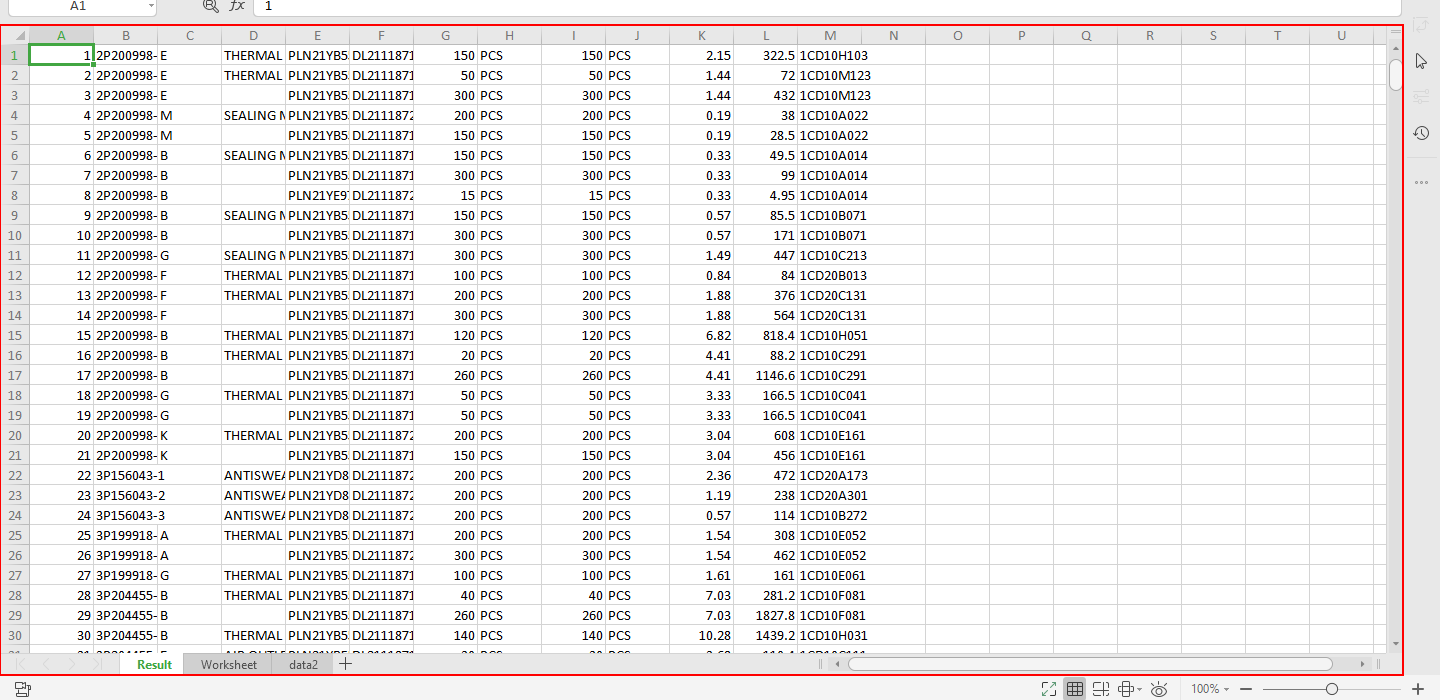 A1 fx 1
A B C D E F G H I J K L M N O P Q R S T U
1 1 2P200998- E THERMAL PLN21YB5 DL2111871 150 PCS 150 PCS 2.15 322.5 1CD10H103
2 2 2P200998- E THERMAL PLN21YB5 DL2111871 50 PCS 50 PCS 1.44 72 1CD10M123
3 3 2P200998- E PLN21YB5 DL2111871 300 PCS 300 PCS 1.44 432 1CD10M123
4 4 2P200998- M SEALING M PLN21YB5 DL2111872 200 PCS 200 PCS 0.19 38 1CD10A022
5 5 2P200998- M PLN21YB5 DL2111871 150 PCS 150 PCS 0.19 28.5 1CD10A022
6 6 2P200998- B SEALING M PLN21YB5 DL2111871 150 PCS 150 PCS 0.33 49.5 1CD10A014
7 7 2P200998- B PLN21YB5 DL2111871 300 PCS 300 PCS 0.33 99 1CD10A014
8 8 2P200998- B PLN21YE9 DL2111872 15 PCS 15 PCS 0.33 4.95 1CD10A014
9 9 2P200998- B SEALING M PLN21YB5 DL2111871 150 PCS 150 PCS 0.57 85.5 1CD10B071
10 10 2P200998- B PLN21YB5 DL2111871 300 PCS 300 PCS 0.57 171 1CD10B071
11 11 2P200998- G SEALING M PLN21YB5 DL2111871 300 PCS 300 PCS 1.49 447 1CD10C213
12 12 2P200998- F THERMAL PLN21YB5 DL2111871 100 PCS 100 PCS 0.84 84 1CD20B013
13 13 2P200998- F THERMAL PLN21YB5 DL2111871 200 PCS 200 PCS 1.88 376 1CD20C131
14 14 2P200998- F PLN21YB5 DL2111871 300 PCS 300 PCS 1.88 564 1CD20C131
15 15 2P200998- B THERMAL PLN21YB5 DL2111871 120 PCS 120 PCS 6.82 818.4 1CD10H051
16 16 2P200998- B THERMAL PLN21YB5 DL2111871 20 PCS 20 PCS 4.41 88.2 1CD10C291
17 17 2P200998- B PLN21YB5 DL2111871 260 PCS 260 PCS 4.41 1146.6 1CD10C291
18 18 2P200998- G THERMAL PLN21YB5 DL2111871 50 PCS 50 PCS 3.33 166.5 1CD10C041
19 19 2P200998- G PLN21YB5 DL2111871 50 PCS 50 PCS 3.33 166.5 1CD10C041
20 20 2P200998- K THERMAL PLN21YB5 DL2111872 200 PCS 200 PCS 3.04 608 1CD10E161
21 21 2P200998- K PLN21YB5 DL2111871 150 PCS 150 PCS 3.04 456 1CD10E161
22 22 3P156043-1 ANTISWEA PLN21YD8 DL2111872 200 PCS 200 PCS 2.36 472 1CD20A173
23 23 3P156043-2 ANTISWEA PLN21YD8 DL2111872 200 PCS 200 PCS 1.19 238 1CD20A301
24 24 3P156043-3 ANTISWEA PLN21YD8 DL2111872 200 PCS 200 PCS 0.57 114 1CD10B272
25 25 3P199918- A THERMAL PLN21YB5 DL2111871 200 PCS 200 PCS 1.54 308 1CD10E052
26 26 3P199918- A PLN21YB5 DL2111872 300 PCS 300 PCS 1.54 462 1CD10E052
27 27 3P199918- G THERMAL PLN21YB5 DL2111871 100 PCS 100 PCS 1.61 161 1CD10E061
28 28 3P204455- B THERMAL PLN21YB5 DL2111871 40 PCS 40 PCS 7.03 281.2 1CD10F081
29 29 3P204455- B PLN21YB5 DL2111871 260 PCS 260 PCS 7.03 1827.8 1CD10F081
30 30 3P204455- B THERMAL PLN21YB5 DL2111871 140 PCS 140 PCS 10.28 1439.2 1CD10H031
Result Worksheet data2
100%